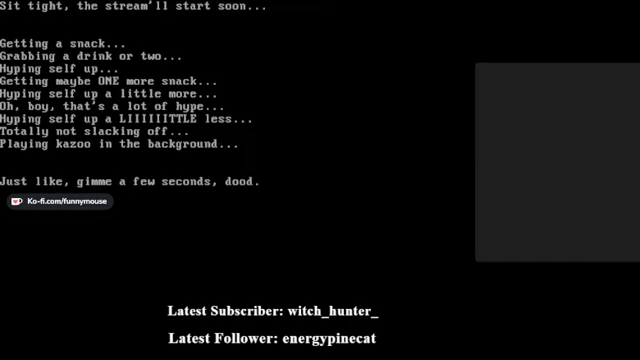 Sit tight, the stream'll start soon...
Getting a snack...
Grabbing a drink or two...
Hyping self up...
Getting maybe ONE more snack...
Hyping self up a little more...
Oh, boy, that's a lot of hype...
Hyping self up a LIIIIIITTLE less...
Totally not slacking off...
Playing kazoo in the background...
Just like, gimme a few seconds, dood.
Ko-fi.com/funnymouse
Latest Subscriber: witch_hunter_
Latest Follower: energypinecat